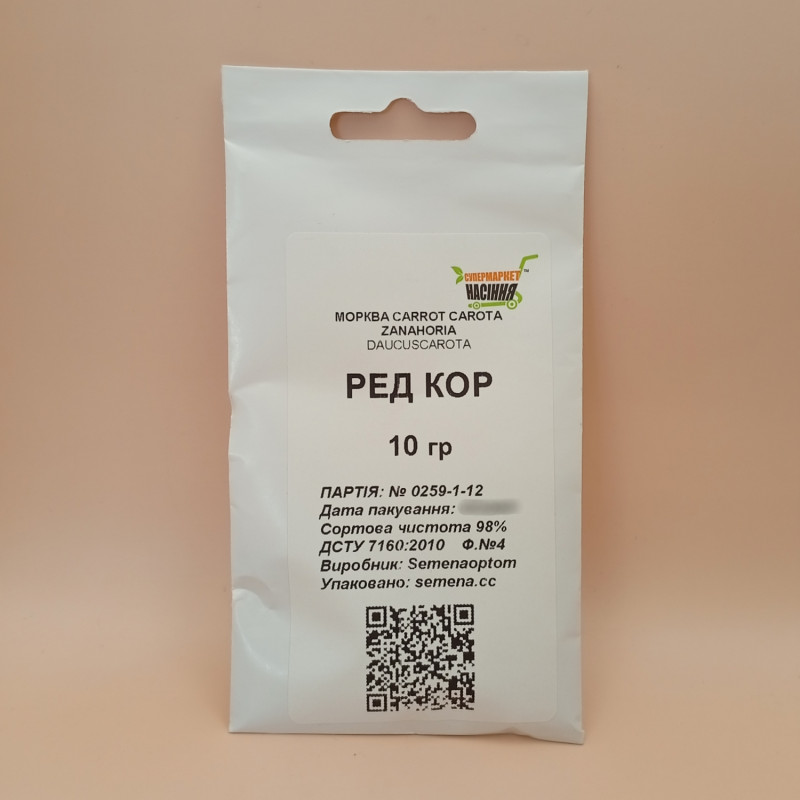 СУПЕРМАРКЕТ™
НАСІННЯ
МОРКВА CARROT CAROTA
ZANAHORIA
DAUCUSCAROTA
РЕД КОР
10 гр
ПАРТІЯ: № 0259-1-12
Дата пакування:
Сортова чистота 98%
ДСТУ 7160:2010 Ф.№4
Виробник: Semenaoptom
Упаковано: semena.cc